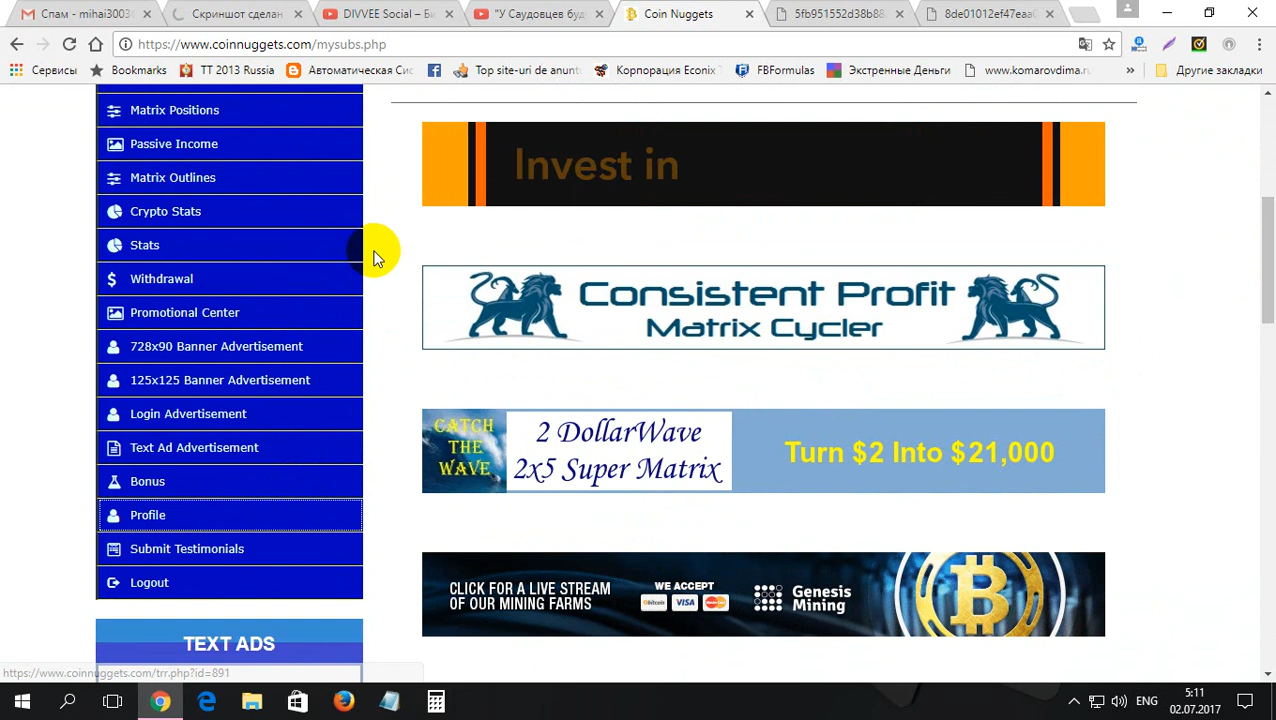 Спам - mihai3003
Скриншот сделан
DIVVEE Social – Би
"У Саудовцев буд
Coin Nuggets
5fb951552d38b88
8de01012ef47eaa
https://www.coinnuggets.com/mysubs.php
Сервисы
Bookmarks
TT 2013 Russia
Автоматическая Сис
Top site-uri de anunt
Корпорация Econix
FBFormulas
Экстренные Деньги
www.komarovdima.ru
»
Другие закладки
Matrix Positions
Passive Income
Matrix Outlines
Crypto Stats
Stats
Withdrawal
Promotional Center
728x90 Banner Advertisement
125x125 Banner Advertisement
Login Advertisement
Text Ad Advertisement
Bonus
Profile
Submit Testimonials
Logout
TEXT ADS
Invest in
Consistent Profit
Matrix Cycler
CATCH
THE
WAVE
2 DollarWave
2x5 Super Matrix
Turn $2 Into $21,000
CLICK FOR A LIVE STREAM
OF OUR MINING FARMS
WE ACCEPT
bitcoin
VISA
Genesis
Mining
https://www.coinnuggets.com/trr.php?id=891
ENG
5:11
02.07.2017